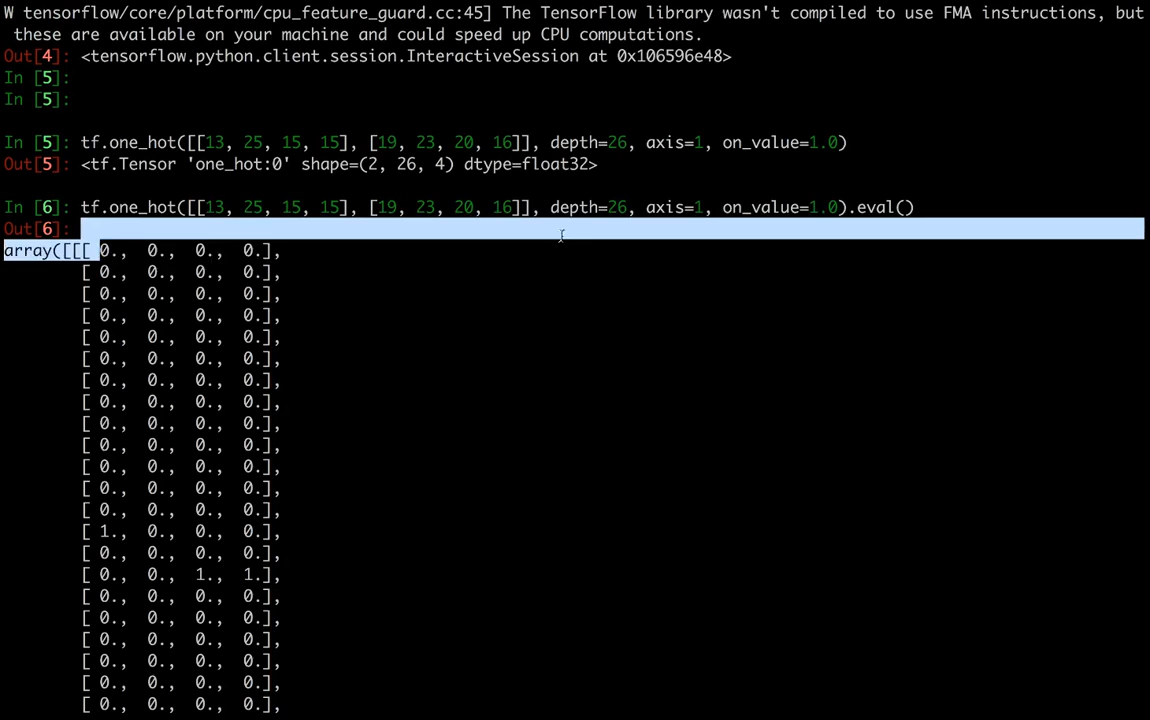 W tensorflow/core/platform/cpu_feature_guard.cc:45] The TensorFlow library wasn't compiled to use FMA instructions, but
these are available on your machine and could speed up CPU computations.
Out[4]: <tensorflow.python.client.session.InteractiveSession at 0x106596e48>
In [5]:
In [5]:
In [5]: tf.one_hot([[13, 25, 15, 15], [19, 23, 20, 16]], depth=26, axis=1, on_value=1.0)
Out[5]: <tf.Tensor 'one_hot:0' shape=(2, 26, 4) dtype=float32>
In [6]: tf.one_hot([[13, 25, 15, 15], [19, 23, 20, 16]], depth=26, axis=1, on_value=1.0).eval()
Out[6]:
array([[[ 0., 0., 0., 0.],
[ 0., 0., 0., 0.],
[ 0., 0., 0., 0.],
[ 0., 0., 0., 0.],
[ 0., 0., 0., 0.],
[ 0., 0., 0., 0.],
[ 0., 0., 0., 0.],
[ 0., 0., 0., 0.],
[ 0., 0., 0., 0.],
[ 0., 0., 0., 0.],
[ 0., 0., 0., 0.],
[ 0., 0., 0., 0.],
[ 0., 0., 0., 0.],
[ 1., 0., 0., 0.],
[ 0., 0., 0., 0.],
[ 0., 0., 1., 1.],
[ 0., 0., 0., 0.],
[ 0., 0., 0., 0.],
[ 0., 0., 0., 0.],
[ 0., 0., 0., 0.],
[ 0., 0., 0., 0.],
[ 0., 0., 0., 0.],